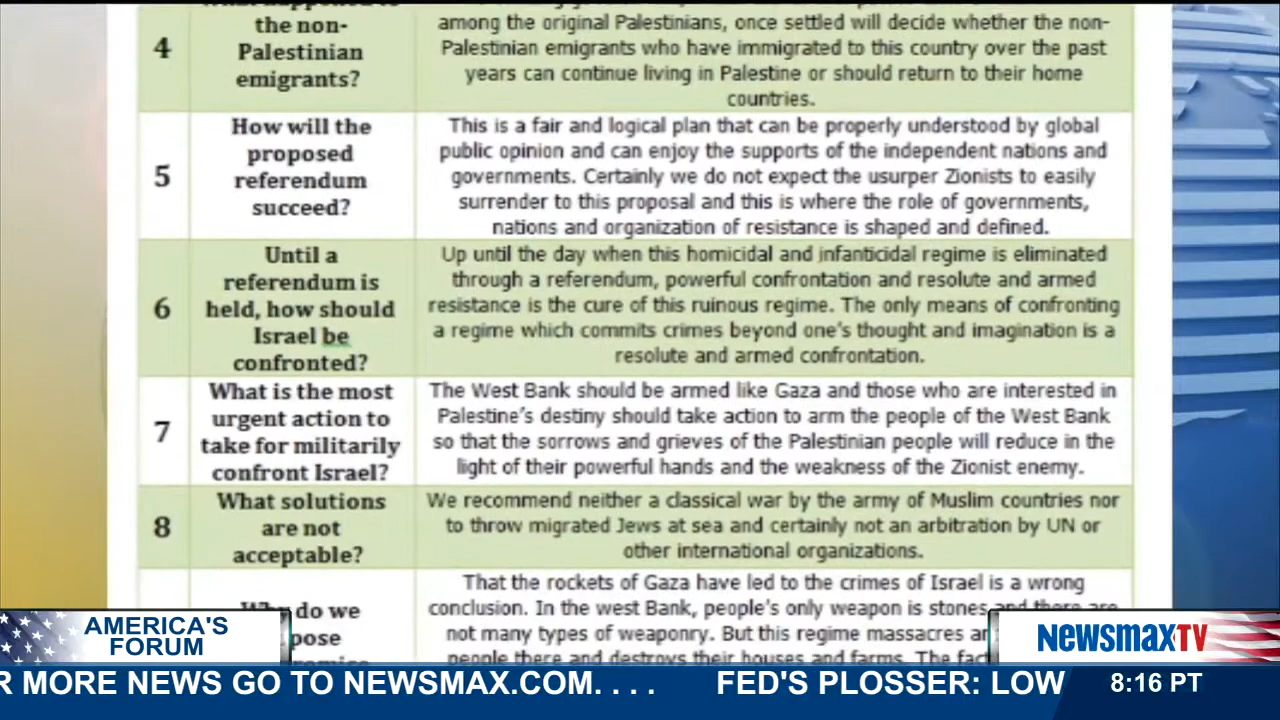 the non-
Palestinian
emigrants?
4
among the original Palestinians, once settled will decide whether the non-
Palestinian emigrants who have immigrated to this country over the past
years can continue living in Palestine or should return to their home
countries.
5
How will the
proposed
referendum
succeed?
This is a fair and logical plan that can be properly understood by global
public opinion and can enjoy the supports of the independent nations and
governments. Certainly we do not expect the usurper Zionists to easily
surrender to this proposal and this is where the role of governments,
nations and organization of resistance is shaped and defined.
6
Until a
referendum is
held, how should
Israel be
confronted?
Up until the day when this homicidal and infanticidal regime is eliminated
through a referendum, powerful confrontation and resolute and armed
resistance is the cure of this ruinous regime. The only means of confronting
a regime which commits crimes beyond one's thought and imagination is a
resolute and armed confrontation.
7
What is the most
urgent action to
take for militarily
confront Israel?
The West Bank should be armed like Gaza and those who are interested in
Palestine's destiny should take action to arm the people of the West Bank
so that the sorrows and grieves of the Palestinian people will reduce in the
light of their powerful hands and the weakness of the Zionist enemy.
8
What solutions
are not
acceptable?
We recommend neither a classical war by the army of Muslim countries nor
to throw migrated Jews at sea and certainly not an arbitration by UN or
other international organizations.
do we
That the rockets of Gaza have led to the crimes of Israel is a wrong
conclusion. In the west Bank, people's only weapon is stones and there are
not many types of weaponry. But this regime massacres
people there and destroys their houses and farms. The
AMERICA'S
FORUM
NEWSMAXTV
R MORE NEWS GO TO NEWSMAX.COM. . . . FED'S PLOSSER: LOW
8:16 PT